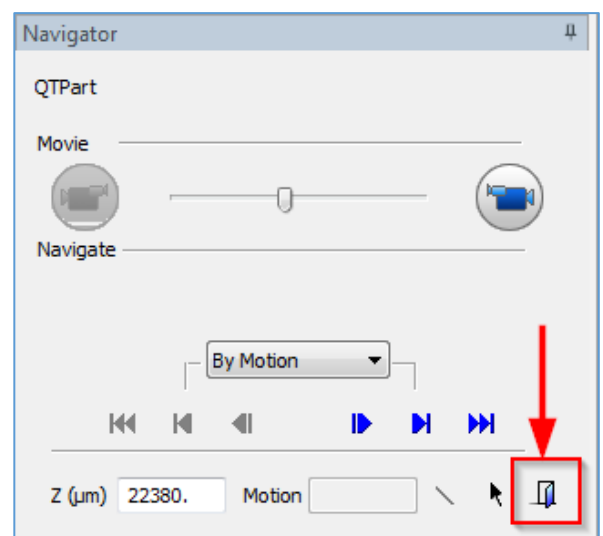 Navigator
QTPart
Movie
Navigate
By Motion
Z (µm) 22380. Motion